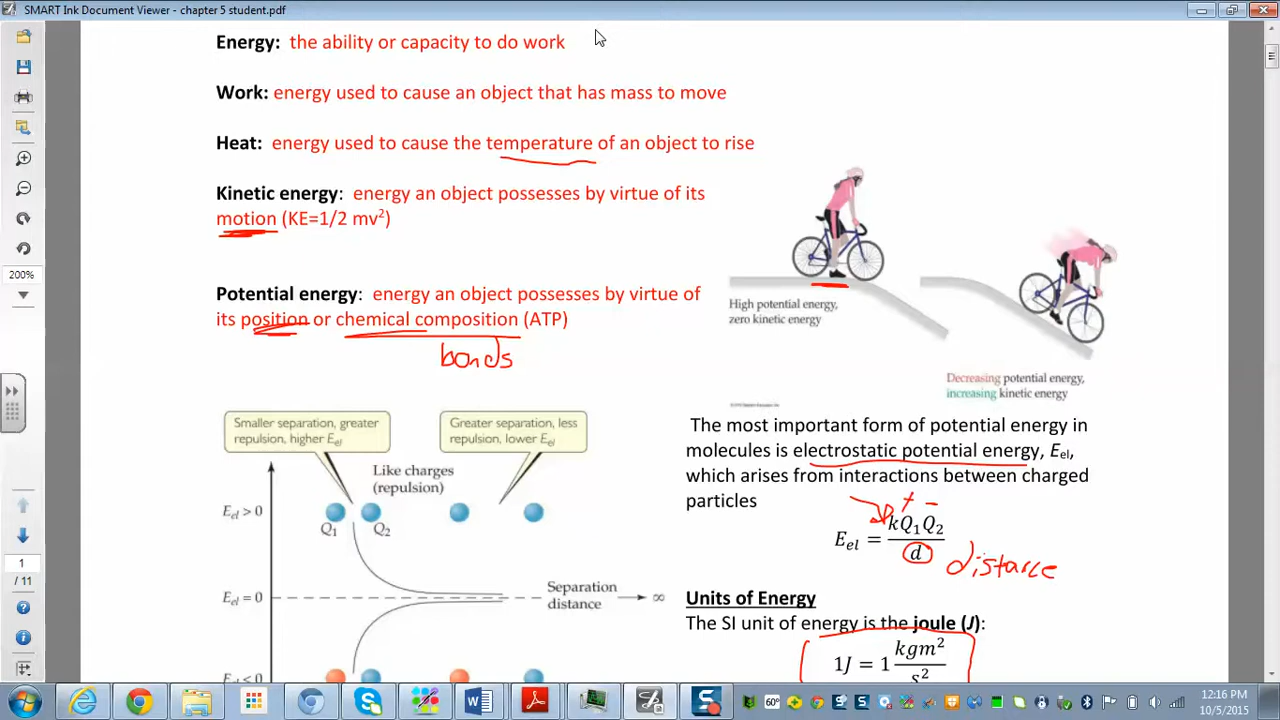 SMART Ink Document Viewer - chapter 5 student.pdf
Energy: the ability or capacity to do work
Work: energy used to cause an object that has mass to move
Heat: energy used to cause the temperature of an object to rise
Kinetic energy: energy an object possesses by virtue of its
motion (KE=1/2 mv²)
Potential energy: energy an object possesses by virtue of
its position or chemical composition (ATP)
bonds
High potential energy,
zero kinetic energy
Decreasing potential energy,
increasing kinetic energy
Smaller separation, greater
repulsion, higher Eel
Greater separation, less
repulsion, lower Eel
Like charges
(repulsion)
Eel > 0
Q1 Q2
Eel = 0
Separation
distance
∞
Eel < 0
The most important form of potential energy in
molecules is electrostatic potential energy, Eel,
which arises from interactions between charged
particles
+ −
Eel = kQ1Q2 / d
distance
Units of Energy
The SI unit of energy is the joule (J):
1J = 1 kgm² / s²
200%
1
/ 11
60°
12:16 PM
10/5/2015